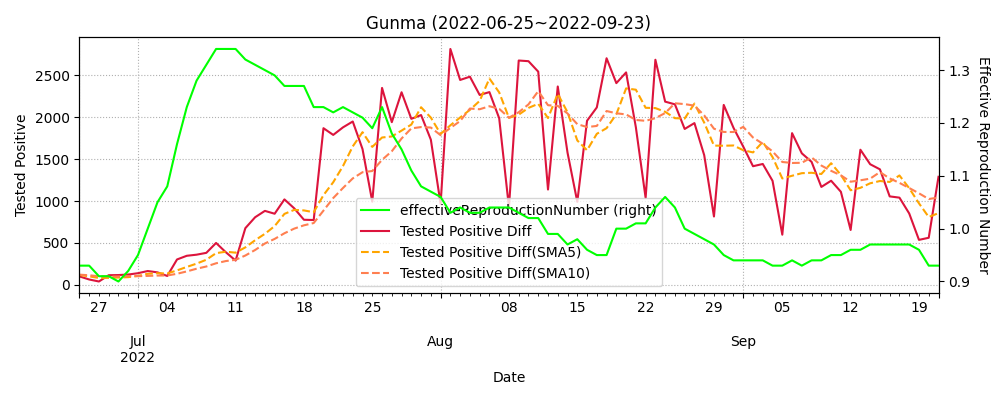 Gunma (2022-06-25~2022-09-23)
Tested Positive
2500
2000
1500
1000
500
0
1.3
1.2
1.1
1.0
0.9
Effective Reproduction Number
effectiveReproductionNumber (right)
Tested Positive Diff
Tested Positive Diff(SMA5)
Tested Positive Diff(SMA10)
27 04 11 18 25 08 15 22 29 05 12 19
Jul Aug Sep
2022
Date